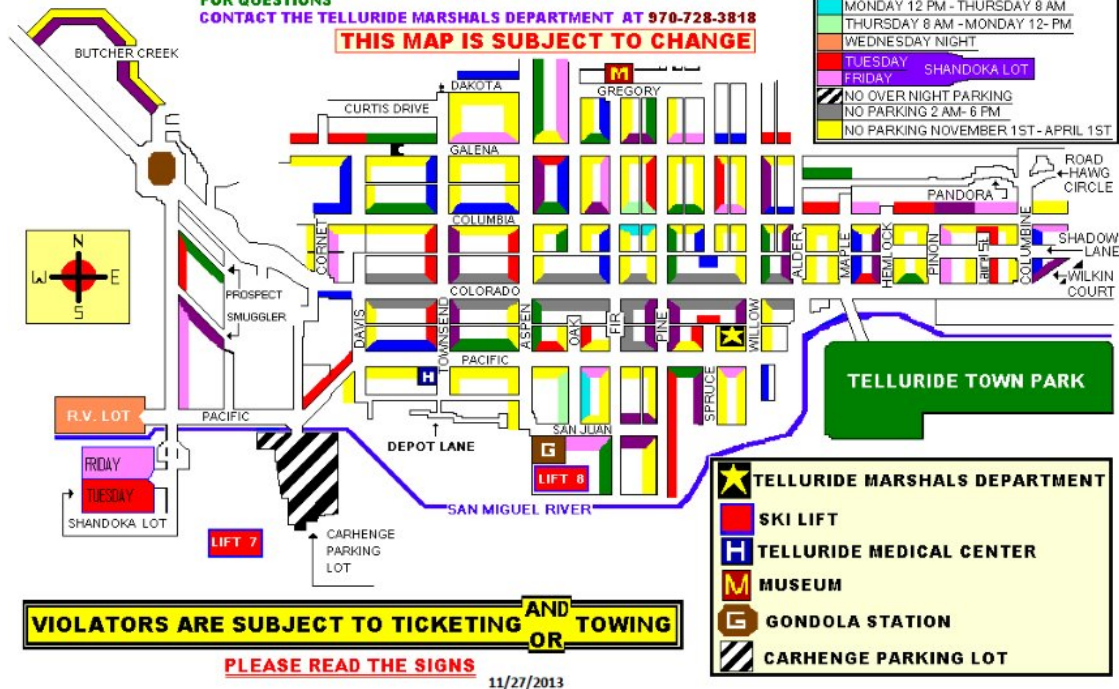 FOR QUESTIONS
CONTACT THE TELLURIDE MARSHALS DEPARTMENT AT 970-728-3818
THIS MAP IS SUBJECT TO CHANGE
MONDAY 12 PM - THURSDAY 8 AM
THURSDAY 8 AM - MONDAY 12- PM
WEDNESDAY NIGHT
TUESDAY
FRIDAY
SHANDOKA LOT
NO OVER NIGHT PARKING
NO PARKING 2 AM- 6 PM
NO PARKING NOVEMBER 1ST - APRIL 1ST
BUTCHER CREEK
M
DAKOTA
GREGORY
CURTIS DRIVE
GALENA
ROAD
HAWG
CIRCLE
PANDORA
COLUMBIA
CORNET
ALDER
MAPLE
HEMLOCK
PINON
laurel St
COLUMBINE
SHADOW
LANE
WILKIN
COURT
N
W E
S
PROSPECT
SMUGGLER
COLORADO
DAVIS
TOWNSEND
ASPEN
OAK
FIR
PINE
WILLOW
PACIFIC
H
SPRUCE
TELLURIDE TOWN PARK
R.V. LOT
PACIFIC
DEPOT LANE
SAN JUAN
G
LIFT 8
FRIDAY
TUESDAY
SHANDOKA LOT
SAN MIGUEL RIVER
LIFT 7
CARHENGE
PARKING
LOT
TELLURIDE MARSHALS DEPARTMENT
SKI LIFT
H TELLURIDE MEDICAL CENTER
M MUSEUM
G GONDOLA STATION
CARHENGE PARKING LOT
VIOLATORS ARE SUBJECT TO TICKETING AND OR TOWING
PLEASE READ THE SIGNS
11/27/2013